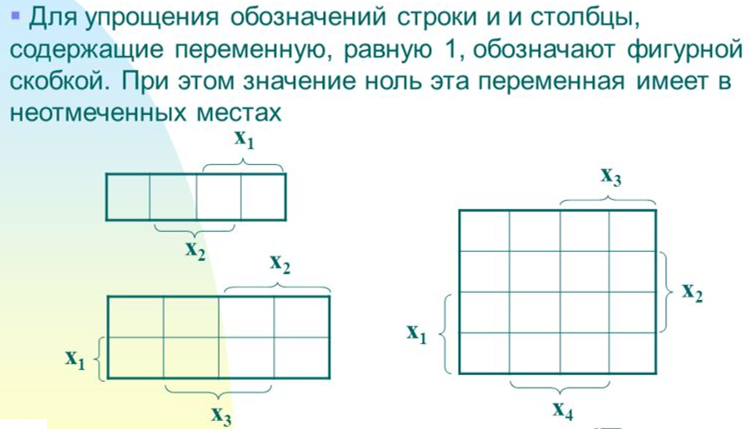 Для упрощения обозначений строки и и столбцы,
содержащие переменную, равную 1, обозначают фигурной
скобкой. При этом значение ноль эта переменная имеет в
неотмеченных местах
x₁
x₂
x₂
x₁
x₃
x₃
x₂
x₁
x₄